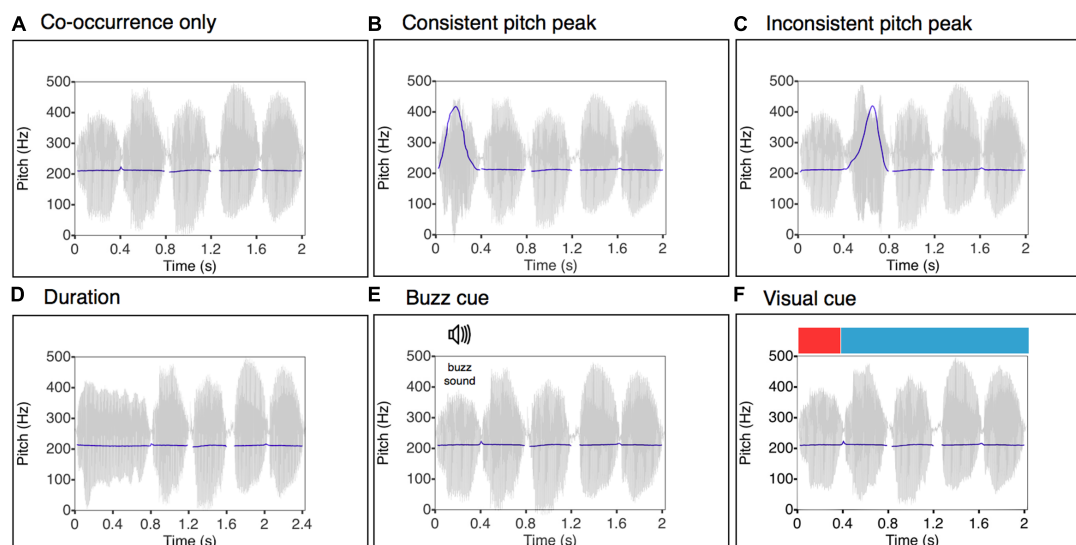 A Co-occurrence only
500
400
300
200
100
0
Pitch (Hz)
0 0.4 0.8 1.2 1.6 2
Time (s)
B Consistent pitch peak
500
400
300
200
100
0
Pitch (Hz)
0 0.4 0.8 1.2 1.6 2
Time (s)
C Inconsistent pitch peak
500
400
300
200
100
0
Pitch (Hz)
0 0.4 0.8 1.2 1.6 2
Time (s)
D Duration
500
400
300
200
100
0
Pitch (Hz)
0 0.4 0.8 1.2 1.6 2 2.4
Time (s)
E Buzz cue
buzz
sound
500
400
300
200
100
0
Pitch (Hz)
0 0.4 0.8 1.2 1.6 2
Time (s)
F Visual cue
500
400
300
200
100
0
Pitch (Hz)
0 0.4 0.8 1.2 1.6 2
Time (s)